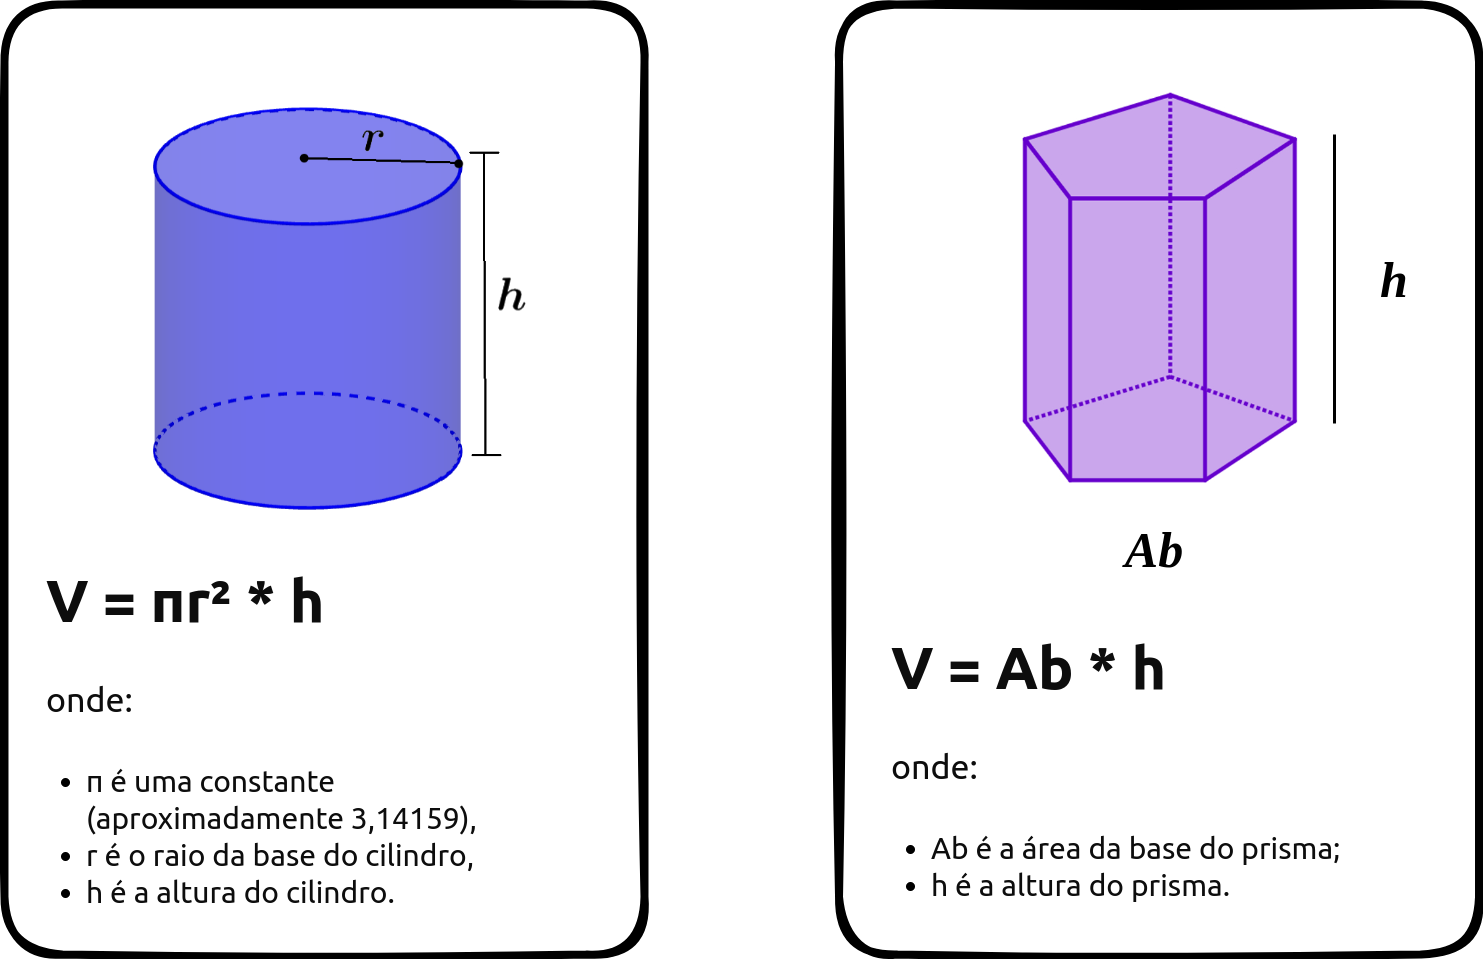 r
h
V = πr² * h
onde:
• π é uma constante
(aproximadamente 3,14159),
• r é o raio da base do cilindro,
• h é a altura do cilindro.
h
Ab
V = Ab * h
onde:
• Ab é a área da base do prisma;
• h é a altura do prisma.